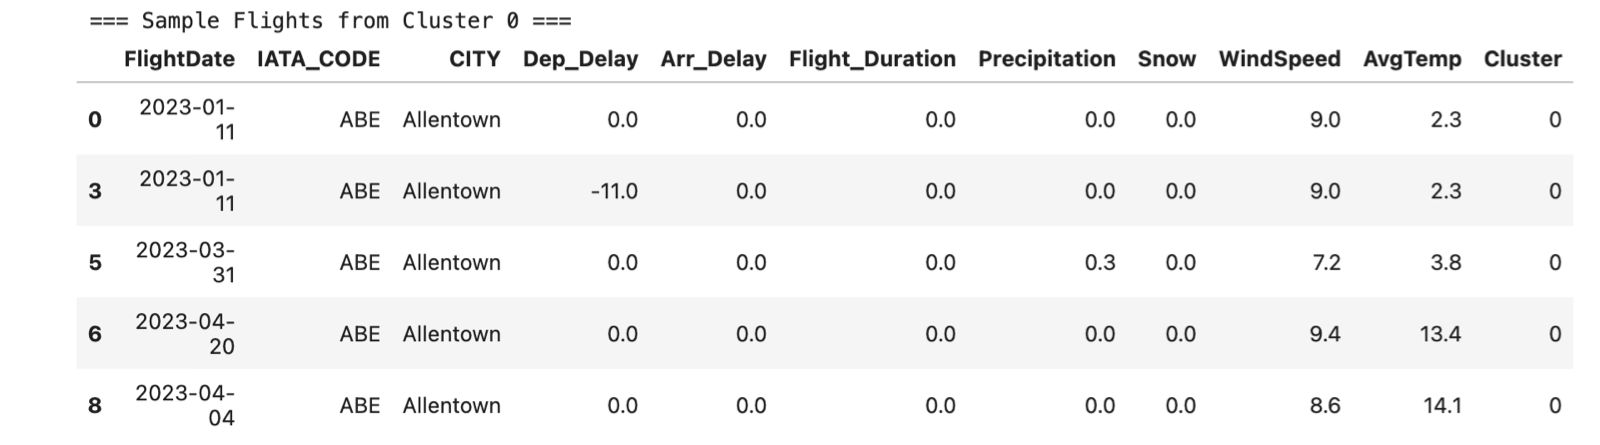 === Sample Flights from Cluster 0 ===
FlightDate IATA_CODE CITY Dep_Delay Arr_Delay Flight_Duration Precipitation Snow WindSpeed AvgTemp Cluster
0 2023-01-11 ABE Allentown 0.0 0.0 0.0 0.0 0.0 9.0 2.3 0
3 2023-01-11 ABE Allentown -11.0 0.0 0.0 0.0 0.0 9.0 2.3 0
5 2023-03-31 ABE Allentown 0.0 0.0 0.0 0.3 0.0 7.2 3.8 0
6 2023-04-20 ABE Allentown 0.0 0.0 0.0 0.0 0.0 9.4 13.4 0
8 2023-04-04 ABE Allentown 0.0 0.0 0.0 0.0 0.0 8.6 14.1 0